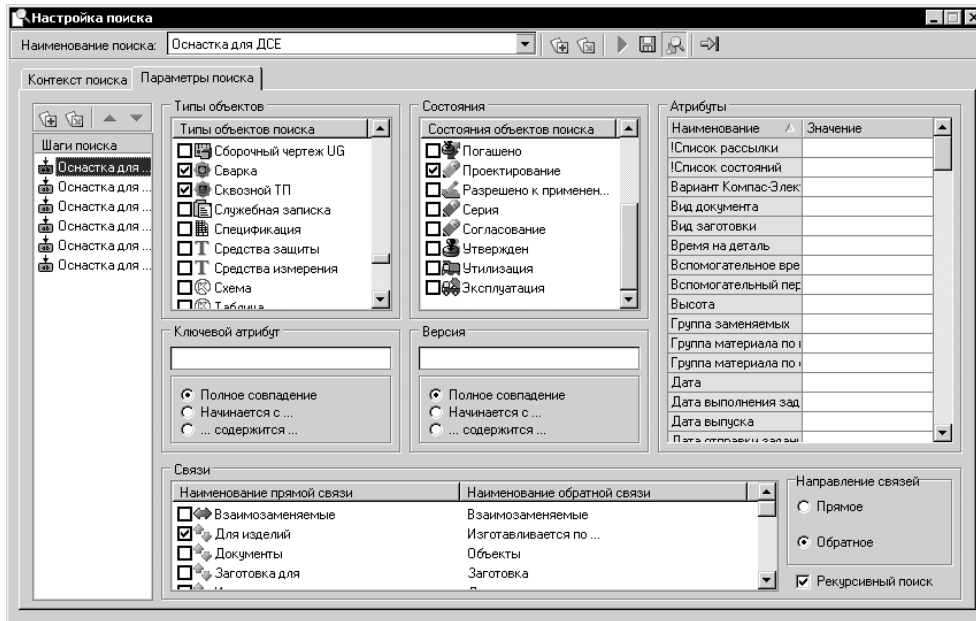 Настройка поиска
Наименование поиска: Оснастка для ДСЕ
Контекст поиска Параметры поиска
Шаги поиска
Оснастка для ...
Оснастка для ...
Оснастка для ...
Оснастка для ...
Оснастка для ...
Оснастка для ...
Типы объектов
Типы объектов поиска
Сборочный чертеж UG
Сварка
Сквозной ТП
Служебная записка
Спецификация
Средства защиты
Средства измерения
Схема
Таблица
Состояния
Состояния объектов поиска
Погашено
Проектирование
Разрешено к применен...
Серия
Согласование
Утвержден
Утилизация
Эксплуатация
Атрибуты
Наименование Значение
!Список рассылки
!Список состояний
Вариант Компас-Элек
Вид документа
Вид заготовки
Время на деталь
Вспомогательное вре
Вспомогательный пер
Высота
Группа заменяемых
Группа материала по
Группа материала по
Дата
Дата выполнения зад
Дата выпуска
Дата отправки задан
Ключевой атрибут
Полное совпадение
Начинается с ...
... содержится ...
Версия
Полное совпадение
Начинается с ...
... содержится ...
Связи
Наименование прямой связи Наименование обратной связи
Взаимозаменяемые Взаимозаменяемые
Для изделий Изготавливается по ...
Документы Объекты
Заготовка для Заготовка
Направление связей
Прямое
Обратное
Рекурсивный поиск